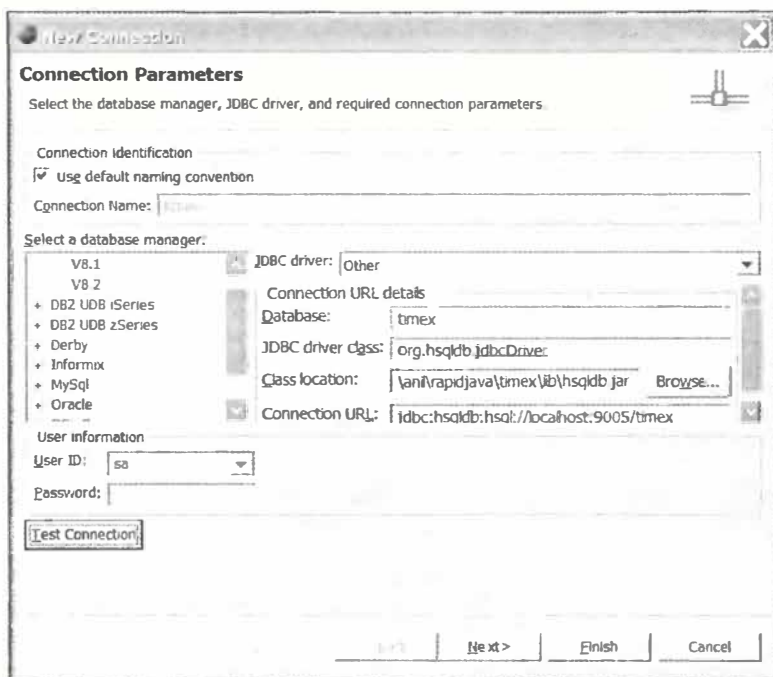 New Connection
Connection Parameters
Select the database manager, JDBC driver, and required connection parameters.
Connection Identification
Use default naming convention
Connection Name:
Select a database manager:
V8.1
V8.2
+ DB2 UDB iSeries
+ DB2 UDB zSeries
+ Derby
+ Informix
+ MySql
+ Oracle
JDBC driver: Other
Connection URL details
Database: timex
JDBC driver class: org.hsqldb.jdbcDriver
Class location: \anil\rapidjava\timex\lib\hsqldb.jar Browse...
Connection URL: jdbc:hsqldb:hsql://localhost:9005/timex
User Information
User ID: sa
Password:
Test Connection
Next >
Finish
Cancel